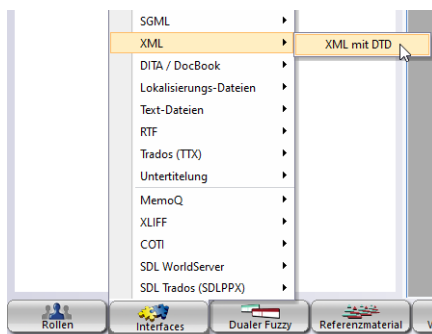 SGML
XML
XML mit DTD
DITA / DocBook
Lokalisierungs-Dateien
Text-Dateien
RTF
Trados (TTX)
Untertitelung
MemoQ
XLIFF
COTI
SDL WorldServer
SDL Trados (SDLPPX)
Rollen
Interfaces
Dualer Fuzzy
Referenzmaterial